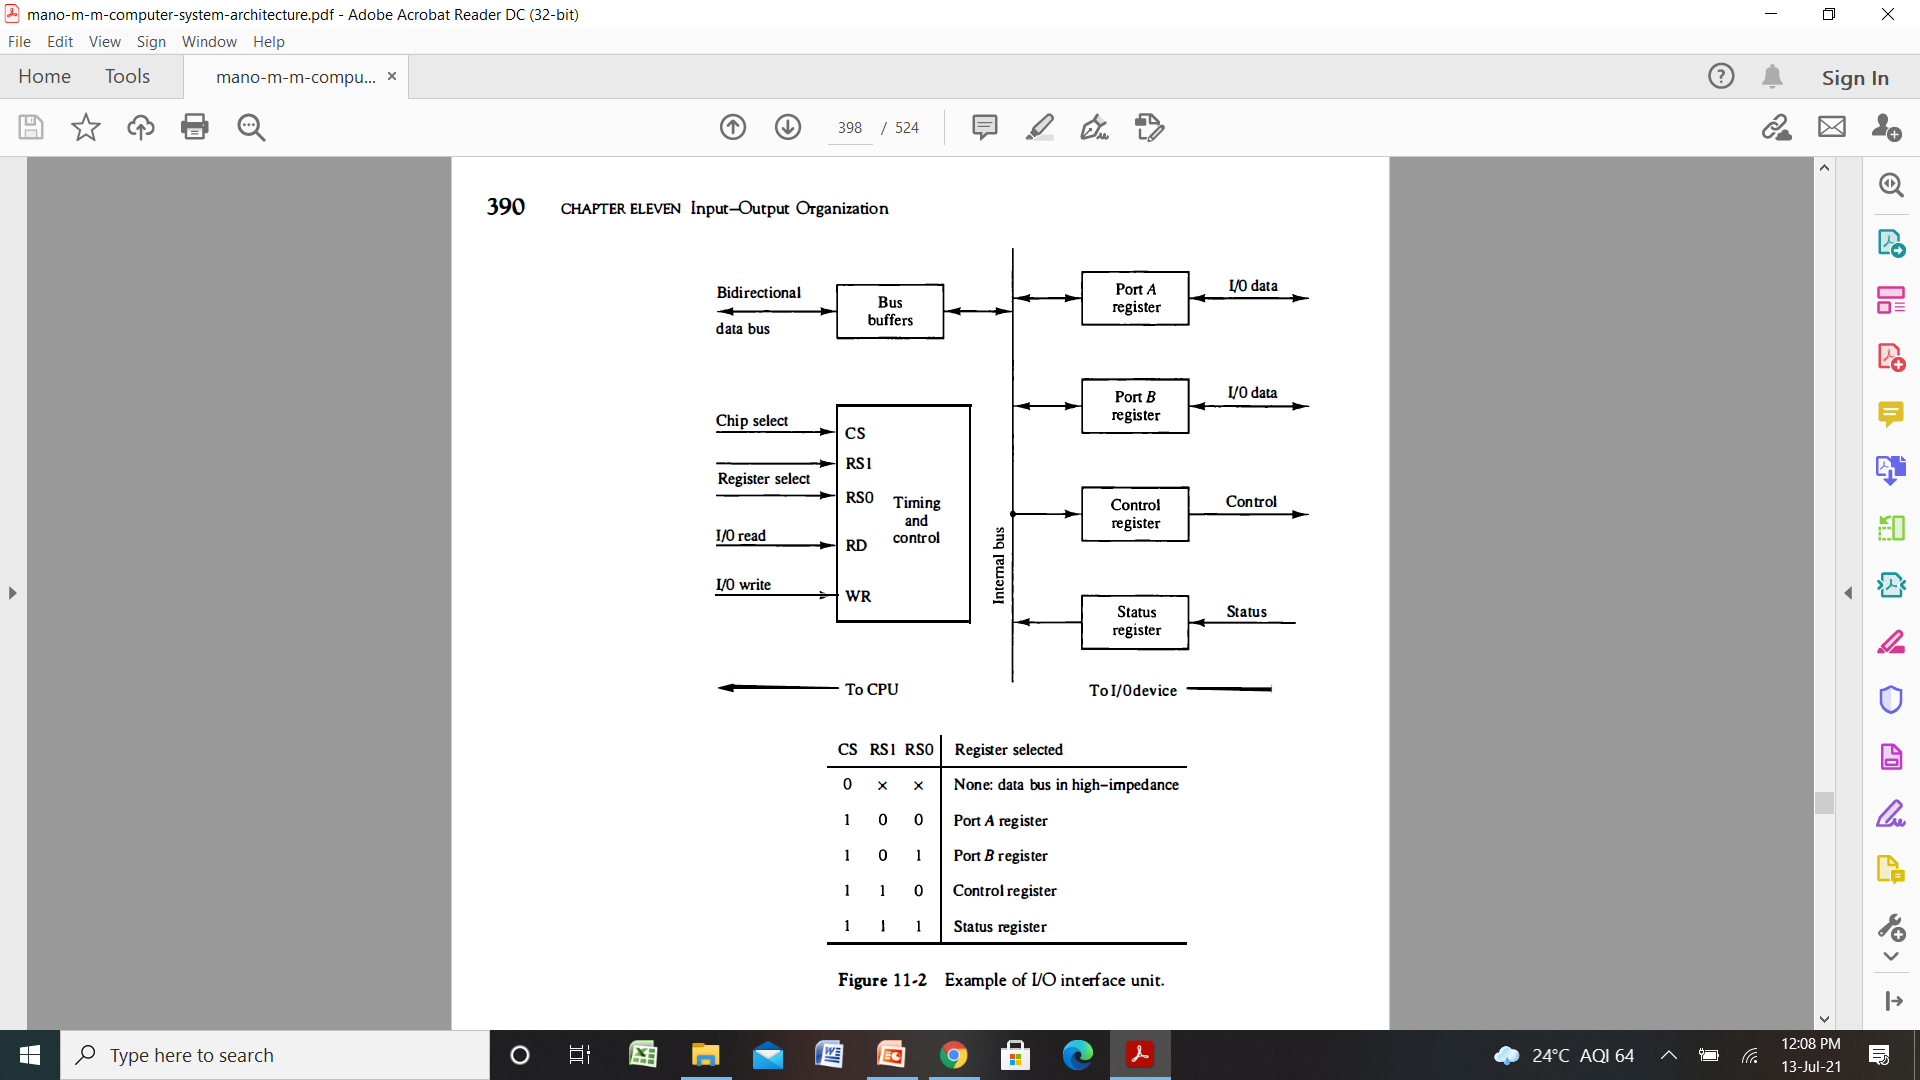 mano-m-m-computer-system-architecture.pdf - Adobe Acrobat Reader DC (32-bit)
File Edit View Sign Window Help
Home Tools mano-m-m-compu... × Sign In
398 / 524
390 CHAPTER ELEVEN Input–Output Organization
Bidirectional
data bus
Bus
buffers
Port A
register
I/O data
Port B
register
I/O data
Chip select
CS
RS1
Register select
RS0
Timing
and
control
I/O read
RD
I/O write
WR
Internal bus
Control
register
Control
Status
register
Status
To CPU
To I/O device
CS RS1 RS0 Register selected
0 × × None: data bus in high–impedance
1 0 0 Port A register
1 0 1 Port B register
1 1 0 Control register
1 1 1 Status register
Figure 11-2 Example of I/O interface unit.
Type here to search
24°C AQI 64
12:08 PM
13-Jul-21